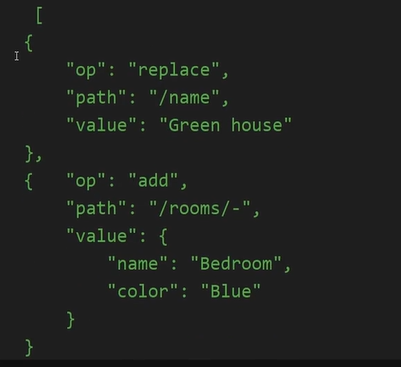 [
{
"op": "replace",
"path": "/name",
"value": "Green house"
},
{ "op": "add",
"path": "/rooms/-",
"value": {
"name": "Bedroom",
"color": "Blue"
}
}